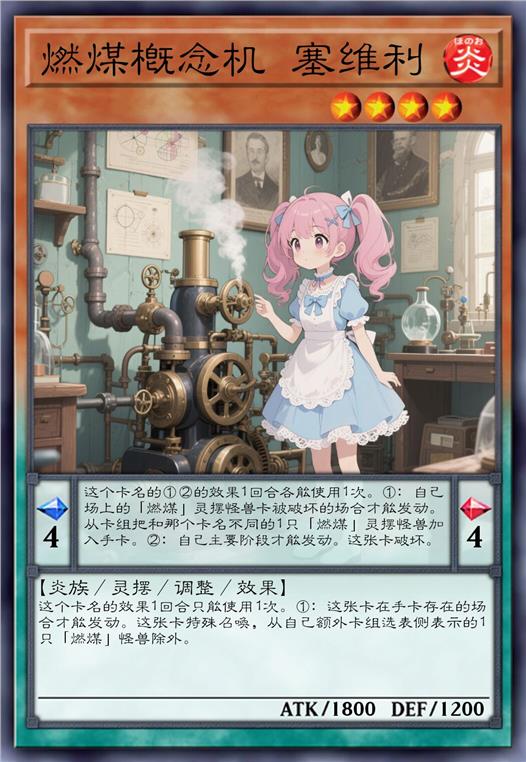 燃煤概念机 塞维利
ほのお
炎
这个卡名的①②的效果1回合各能使用1次。①：自己
场上的「燃煤」灵摆怪兽卡被破坏的场合才能发动。
从卡组把和那个卡名不同的1只「燃煤」灵摆怪兽加
入手卡。②：自己主要阶段才能发动。这张卡破坏。
4
4
【炎族／灵摆／调整／效果】
这个卡名的效果1回合只能使用1次。①：这张卡在手卡存在的场
合才能发动。这张卡特殊召唤，从自己额外卡组选表侧表示的1
只「燃煤」怪兽除外。
ATK/1800 DEF/1200